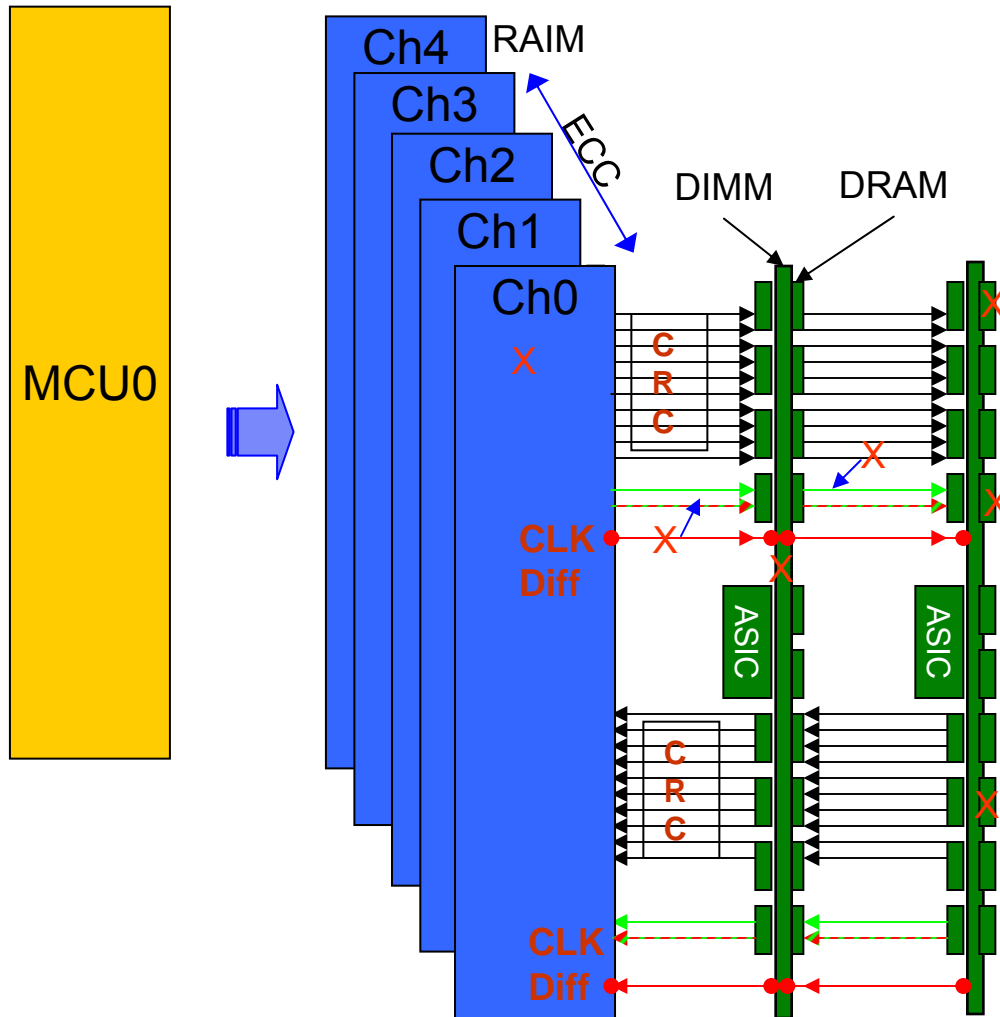 Ch4
RAIM
Ch3
ECC
Ch2
DIMM
DRAM
Ch1
Ch0
MCU0
X
C
R
C
X
X
X
CLK
X
Diff
X
ASIC
ASIC
C
R
C
X
CLK
Diff